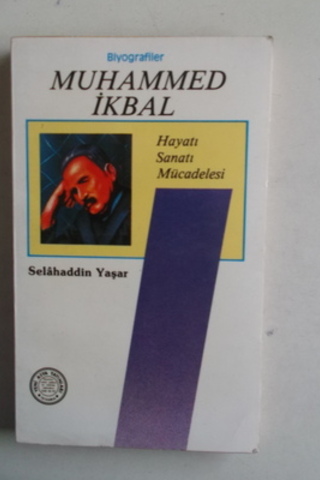 Biyografiler
MUHAMMED
İKBAL
Hayatı
Sanatı
Mücadelesi
Selâhaddin Yaşar